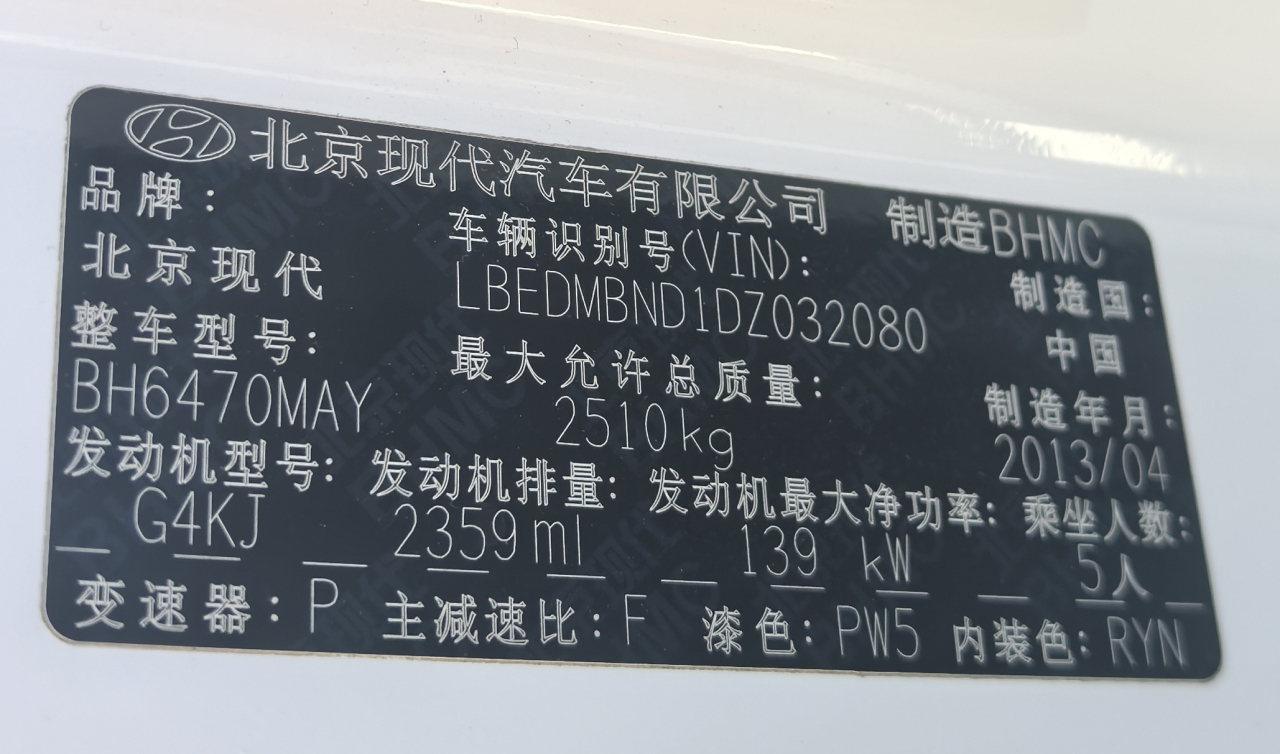 北京现代汽车有限公司 制造BHMC
品牌: 车辆识别号(VIN): 制造国:
北京现代 LBEDMBND1DZ032080 中国
整车型号: 最大允许总质量: 制造年月:
BH6470MAY 2510kg 2013/04
发动机型号: 发动机排量: 发动机最大净功率: 乘坐人数:
G4KJ 2359ml 139 kW 5人
变速器: P 主减速比: F 漆色: PW5 内装色: RYN